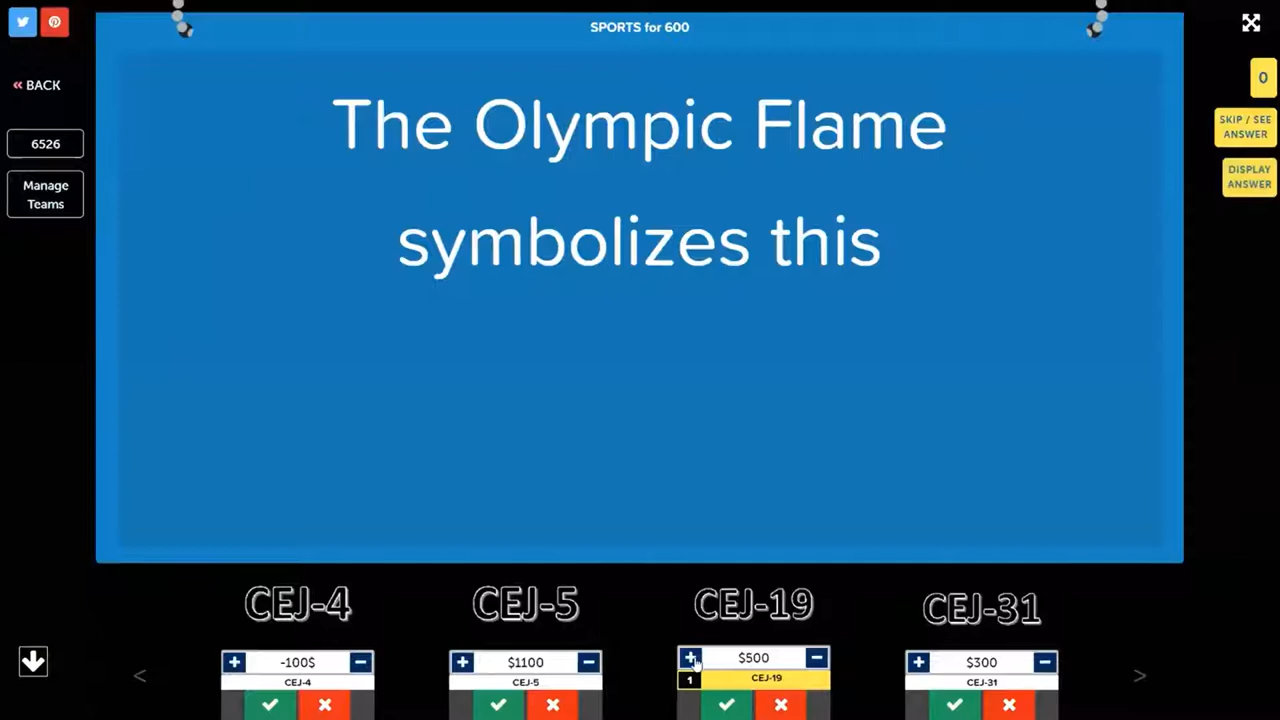 SPORTS for 600
« BACK
0
SKIP / SEE
ANSWER
6526
DISPLAY
ANSWER
Manage
Teams
The Olympic Flame
symbolizes this
CEJ-4
CEJ-5
CEJ-19
CEJ-31
+ -100$ −
CEJ-4
+ $1100 −
CEJ-5
+ $500 −
1 CEJ-19
+ $300 −
CEJ-31
< >